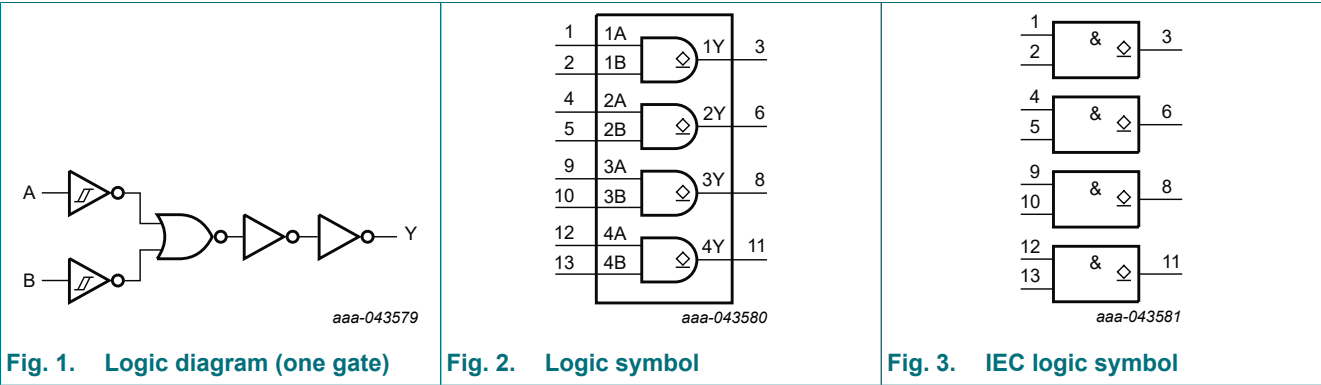 A
B
Y
aaa-043579
Fig. 1. Logic diagram (one gate)
1 1A 1Y 3
2 1B
4 2A 2Y 6
5 2B
9 3A 3Y 8
10 3B
12 4A 4Y 11
13 4B
aaa-043580
Fig. 2. Logic symbol
1 & 3
2
4 & 6
5
9 & 8
10
12 & 11
13
aaa-043581
Fig. 3. IEC logic symbol